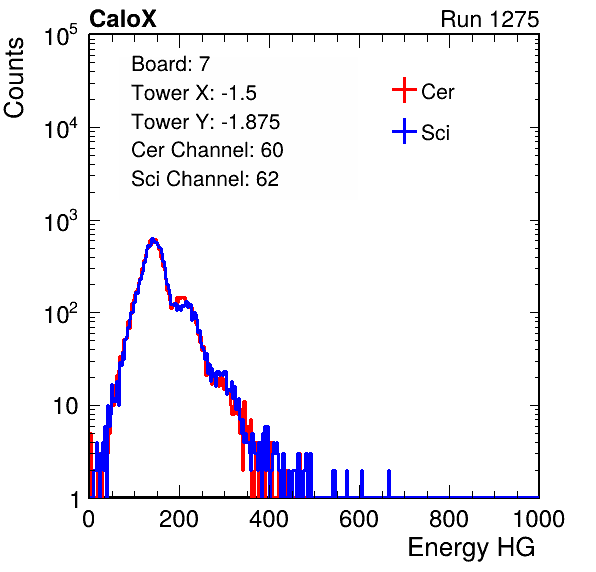 CaloX Run 1275
Counts
Board: 7
Tower X: -1.5
Tower Y: -1.875
Cer Channel: 60
Sci Channel: 62
Cer
Sci
10^5
10^4
10^3
10^2
10
1
0 200 400 600 800 1000
Energy HG